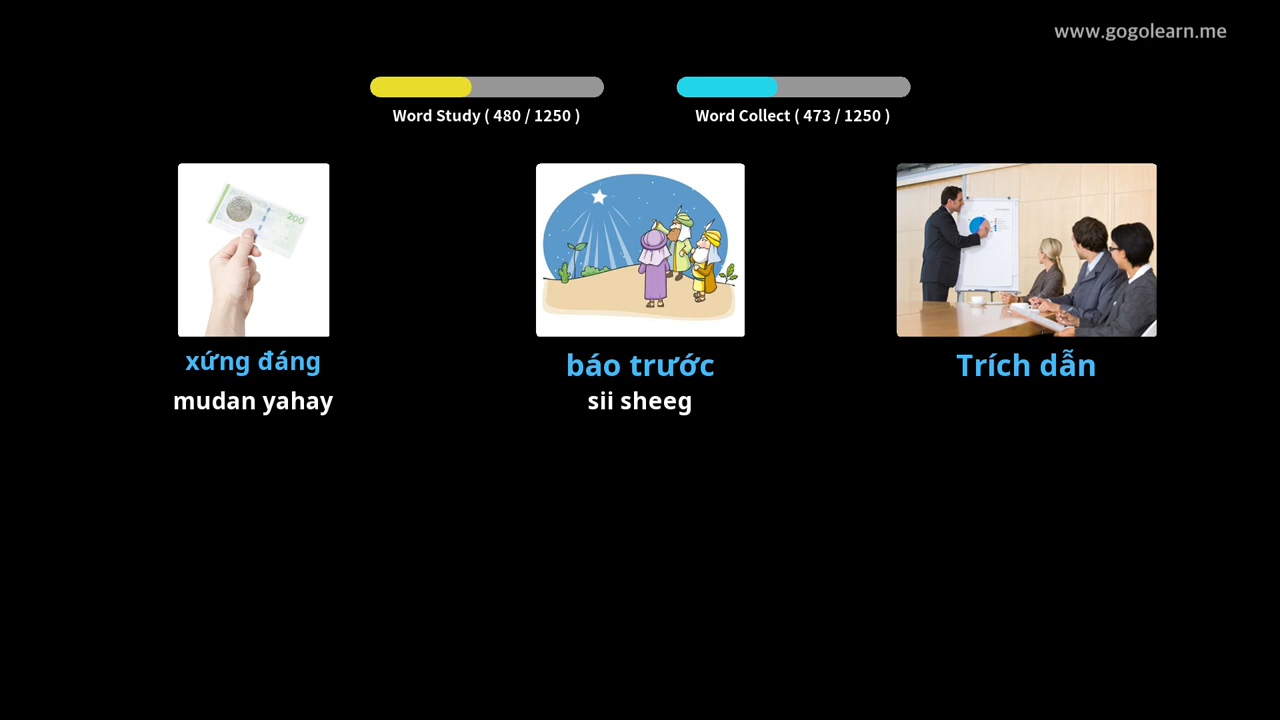 www.gogolearn.me
Word Study ( 480 / 1250 )
Word Collect ( 473 / 1250 )
200
xứng đáng
mudan yahay
báo trước
sii sheeg
Trích dẫn